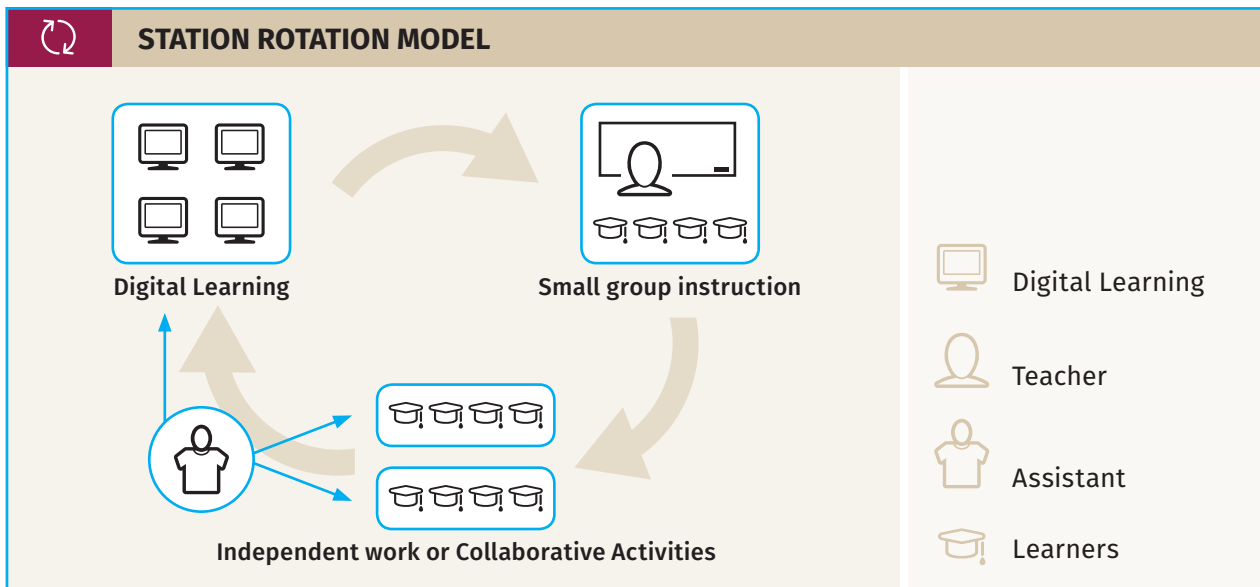 STATION ROTATION MODEL
Digital Learning
Small group instruction
Independent work or Collaborative Activities
Digital Learning
Teacher
Assistant
Learners